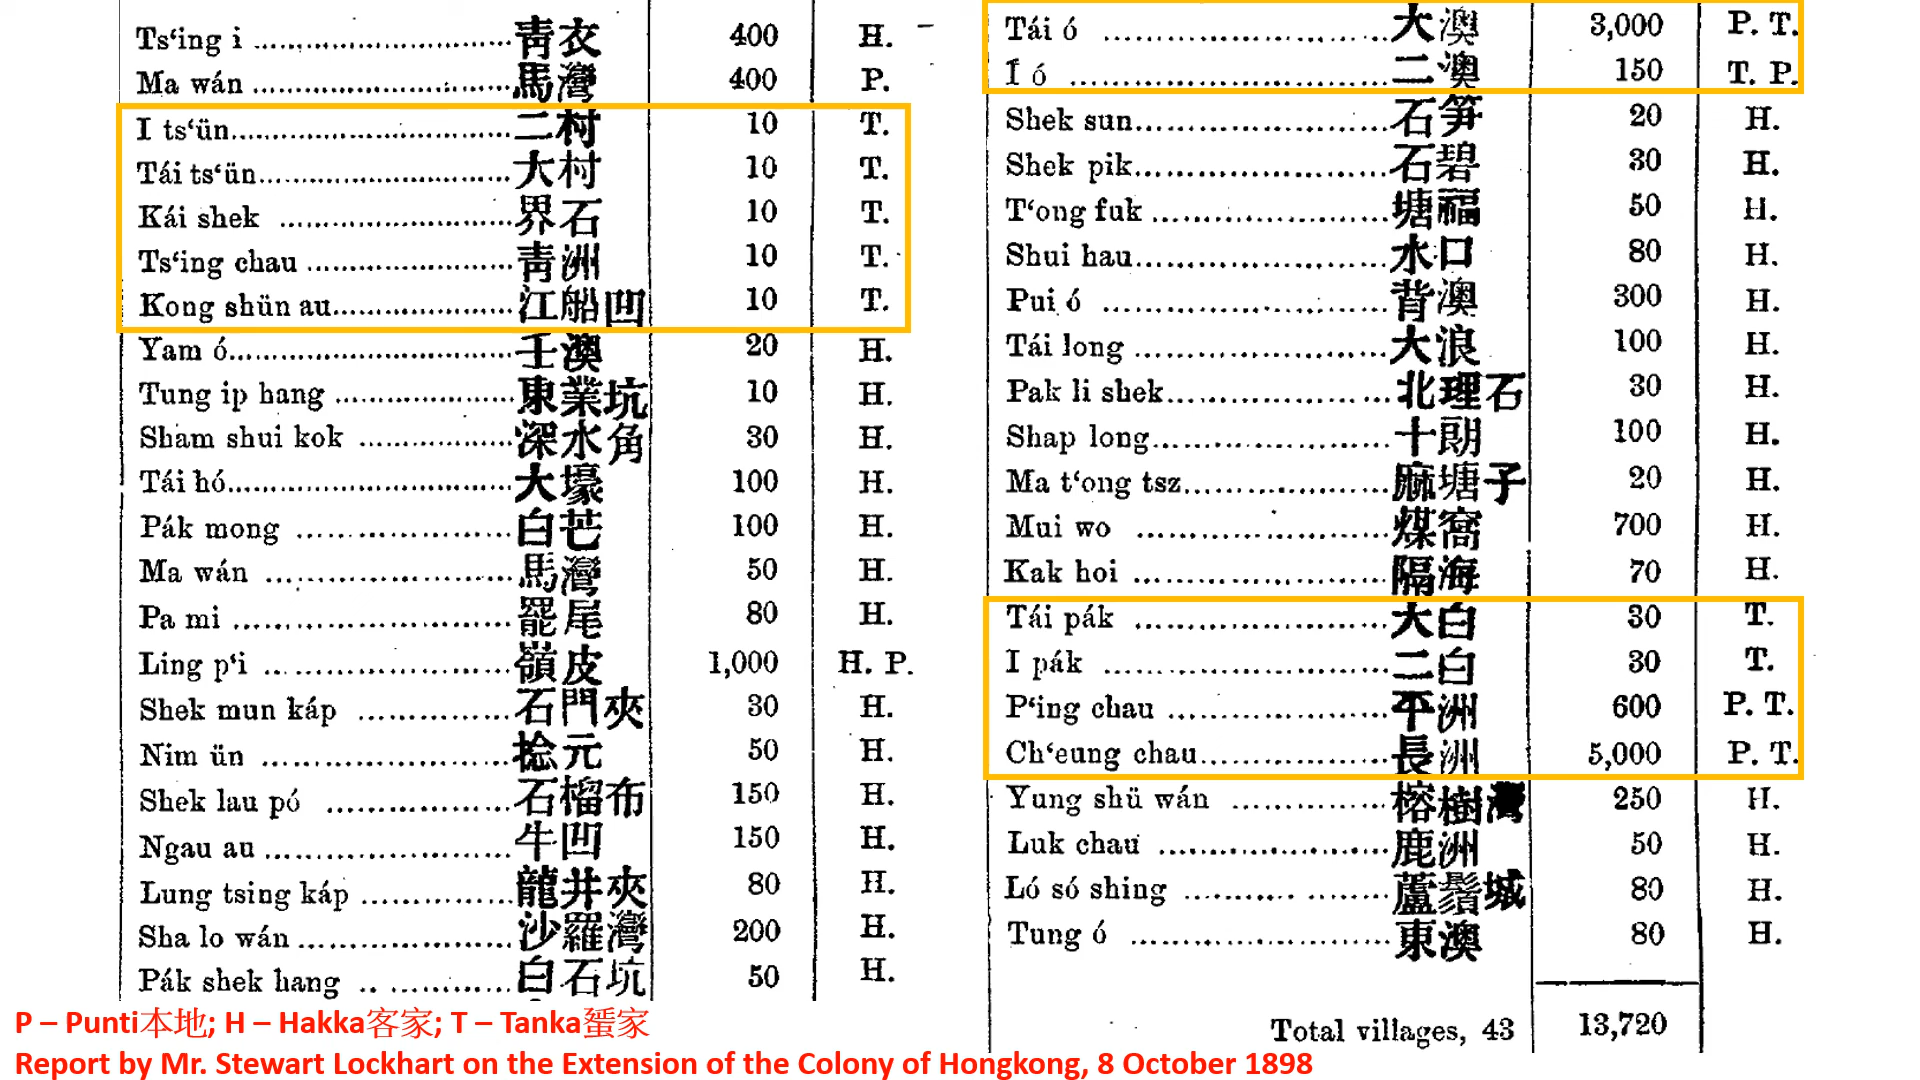 Ts‘ing i 青衣 400 H.
Ma wán 馬灣 400 P.
I ts‘ün 二村 10 T.
Tái ts‘ün 大村 10 T.
Kái shek 界石 10 T.
Ts‘ing chau 青洲 10 T.
Kong shün au 江船凹 10 T.
Yam ó 壬澳 20 H.
Tung ip hang 東業坑 10 H.
Sham shui kok 深水角 30 H.
Tái hó 大壕 100 H.
Pák mong 白芒 100 H.
Ma wán 馬灣 50 H.
Pa mi 罷尾 80 H.
Ling p‘i 嶺皮 1,000 H. P.
Shek mun káp 石門夾 30 H.
Nim ün 捻元 50 H.
Shek lau pó 石榴布 150 H.
Ngau au 牛凹 150 H.
Lung tsing káp 龍井夾 80 H.
Sha lo wán 沙羅灣 200 H.
Pák shek hang 白石坑 50 H.
Tái ó 大澳 3,000 P. T.
I ó 二澳 150 T. P.
Shek sun 石笋 20 H.
Shek pik 石碧 30 H.
T‘ong fuk 塘福 50 H.
Shui hau 水口 80 H.
Pui ó 背澳 300 H.
Tái long 大浪 100 H.
Pak li shek 北理石 30 H.
Shap long 十朗 100 H.
Ma t‘ong tsz 麻塘子 20 H.
Mui wo 煤窩 700 H.
Kak hoi 隔海 70 H.
Tái pák 大白 30 T.
I pák 二白 30 T.
P‘ing chau 平洲 600 P. T.
Ch‘eung chau 長洲 5,000 P. T.
Yung shü wán 榕樹灣 250 H.
Luk chau 鹿洲 50 H.
Ló só shing 蘆鬚城 80 H.
Tung ó 東澳 80 H.
Total villages, 43 13,720
P – Punti本地; H – Hakka客家; T – Tanka蜑家
Report by Mr. Stewart Lockhart on the Extension of the Colony of Hongkong, 8 October 1898